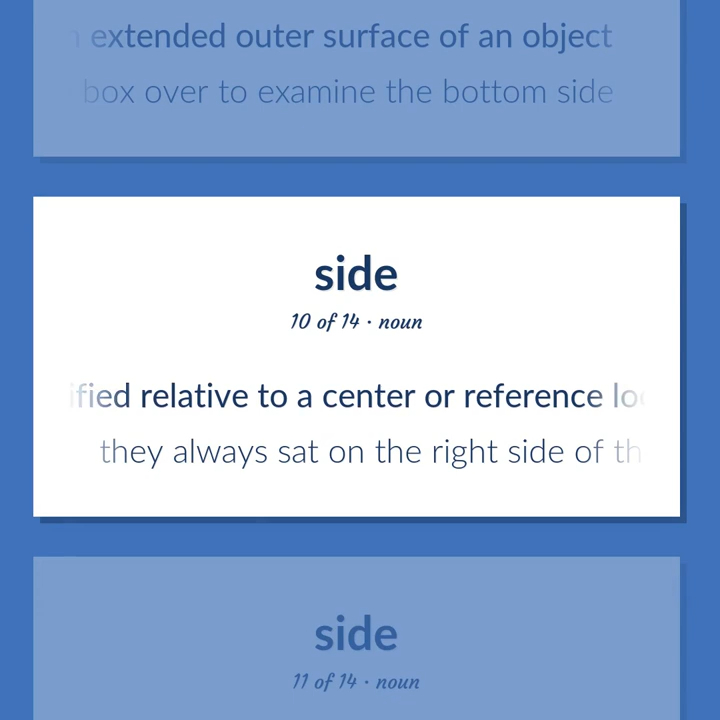 extended outer surface of an object
box over to examine the bottom side
side
10 of 14 · noun
relative to a center or reference
they always sat on the right side of
side
11 of 14 · noun